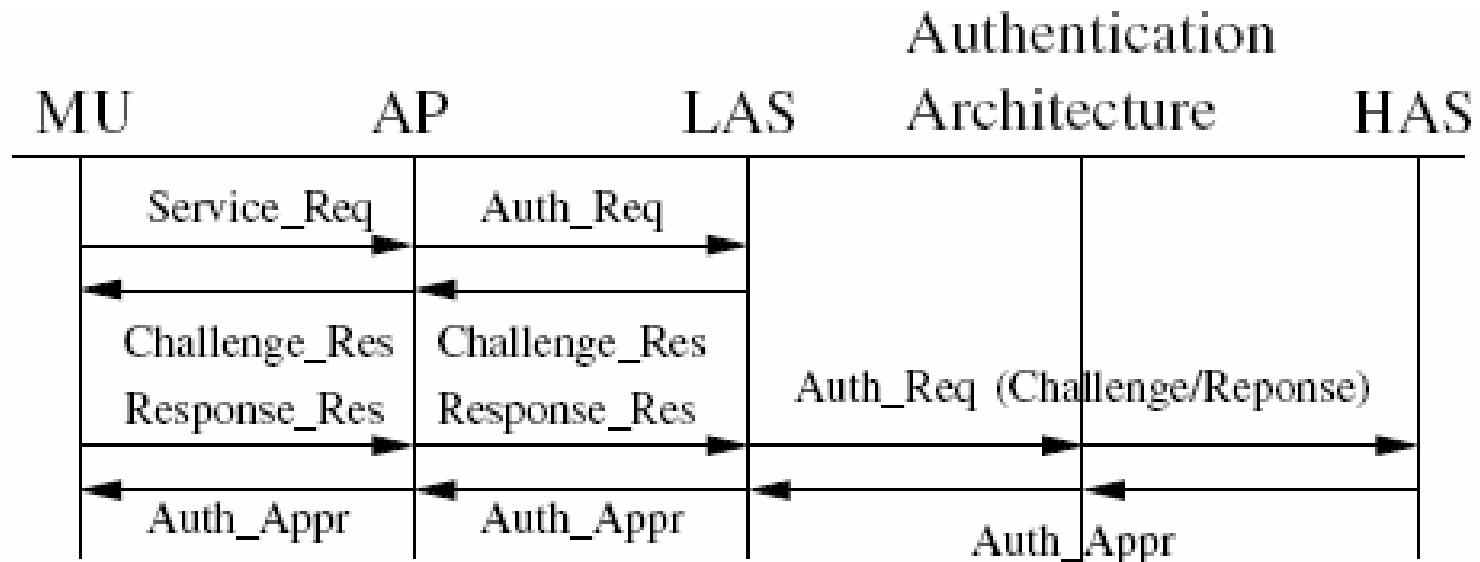 Authentication
MU AP LAS Architecture HAS
Service_Req Auth_Req
Challenge_Res Challenge_Res
Auth_Req (Challenge/Reponse)
Response_Res Response_Res
Auth_Appr Auth_Appr
Auth_Appr